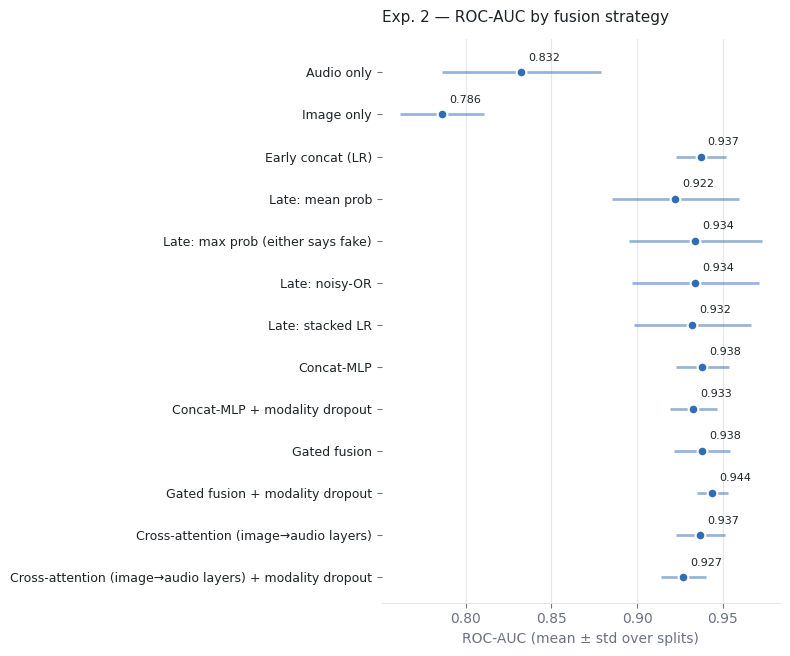 Exp. 2 — ROC-AUC by fusion strategy
Audio only
0.832
Image only
0.786
Early concat (LR)
0.937
Late: mean prob
0.922
Late: max prob (either says fake)
0.934
Late: noisy-OR
0.934
Late: stacked LR
0.932
Concat-MLP
0.938
Concat-MLP + modality dropout
0.933
Gated fusion
0.938
Gated fusion + modality dropout
0.944
Cross-attention (image→audio layers)
0.937
Cross-attention (image→audio layers) + modality dropout
0.927
0.80 0.85 0.90 0.95
ROC-AUC (mean ± std over splits)